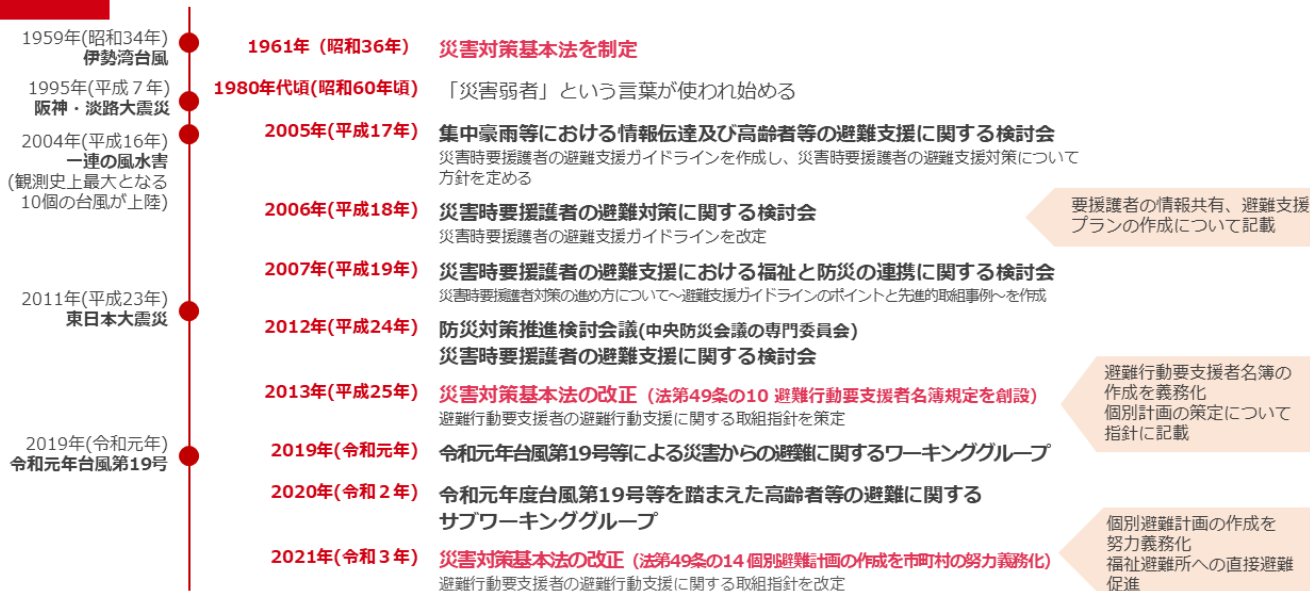 1959年(昭和34年)
伊勢湾台風
1961年（昭和36年）
災害対策基本法を制定
1995年(平成７年)
阪神・淡路大震災
1980年代頃(昭和60年頃)
「災害弱者」という言葉が使われ始める
2004年(平成16年)
一連の風水害
(観測史上最大となる
10個の台風が上陸)
2005年(平成17年)
集中豪雨等における情報伝達及び高齢者等の避難支援に関する検討会
災害時要援護者の避難支援ガイドラインを作成し、災害時要援護者の避難支援対策について
方針を定める
2006年(平成18年)
災害時要援護者の避難対策に関する検討会
災害時要援護者の避難支援ガイドラインを改定
要援護者の情報共有、避難支援
プランの作成について記載
2007年(平成19年)
災害時要援護者の避難支援における福祉と防災の連携に関する検討会
災害時要援護者対策の進め方について～避難支援ガイドラインのポイントと先進的取組事例～を作成
2011年(平成23年)
東日本大震災
2012年(平成24年)
防災対策推進検討会議(中央防災会議の専門委員会)
災害時要援護者の避難支援に関する検討会
2013年(平成25年)
災害対策基本法の改正（法第49条の10 避難行動要支援者名簿規定を創設）
避難行動要支援者の避難行動支援に関する取組指針を策定
避難行動要支援者名簿の
作成を義務化
個別計画の策定について
指針に記載
2019年(令和元年)
令和元年台風第19号
2019年(令和元年)
令和元年台風第19号等による災害からの避難に関するワーキンググループ
2020年(令和２年)
令和元年度台風第19号等を踏まえた高齢者等の避難に関する
サブワーキンググループ
2021年(令和３年)
災害対策基本法の改正（法第49条の14 個別避難計画の作成を市町村の努力義務化）
避難行動要支援者の避難行動支援に関する取組指針を改定
個別避難計画の作成を
努力義務化
福祉避難所への直接避難
促進